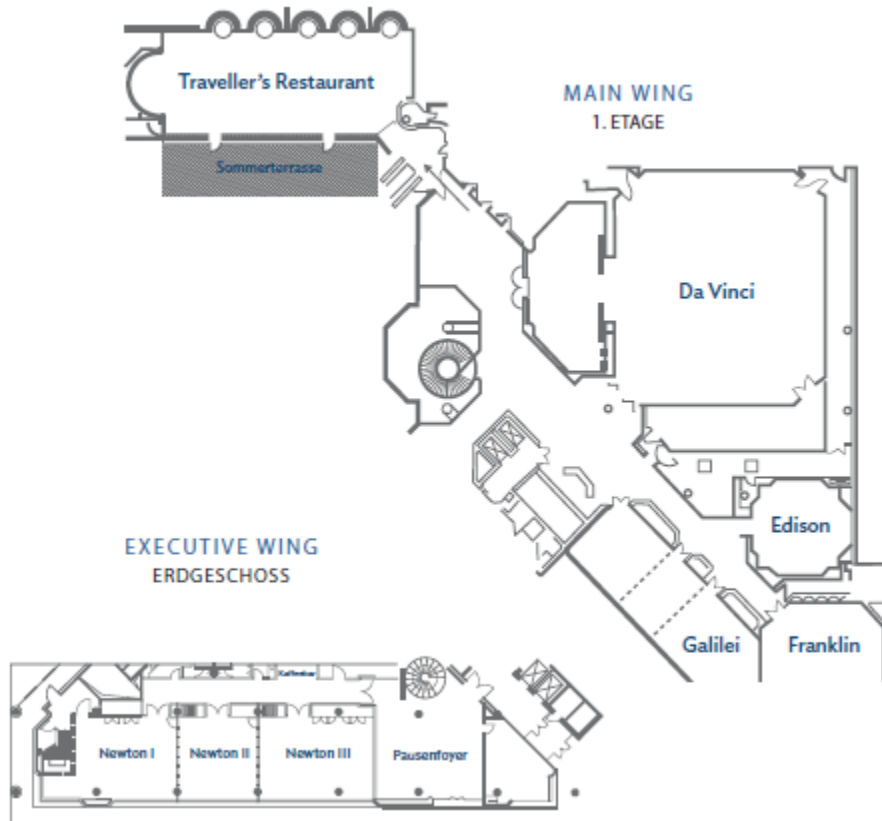 Traveller's Restaurant
Sommerterrasse
MAIN WING
1. ETAGE
Da Vinci
Edison
Galilei
Franklin
EXECUTIVE WING
ERDGESCHOSS
Newton I
Newton II
Newton III
Pausenfoyer